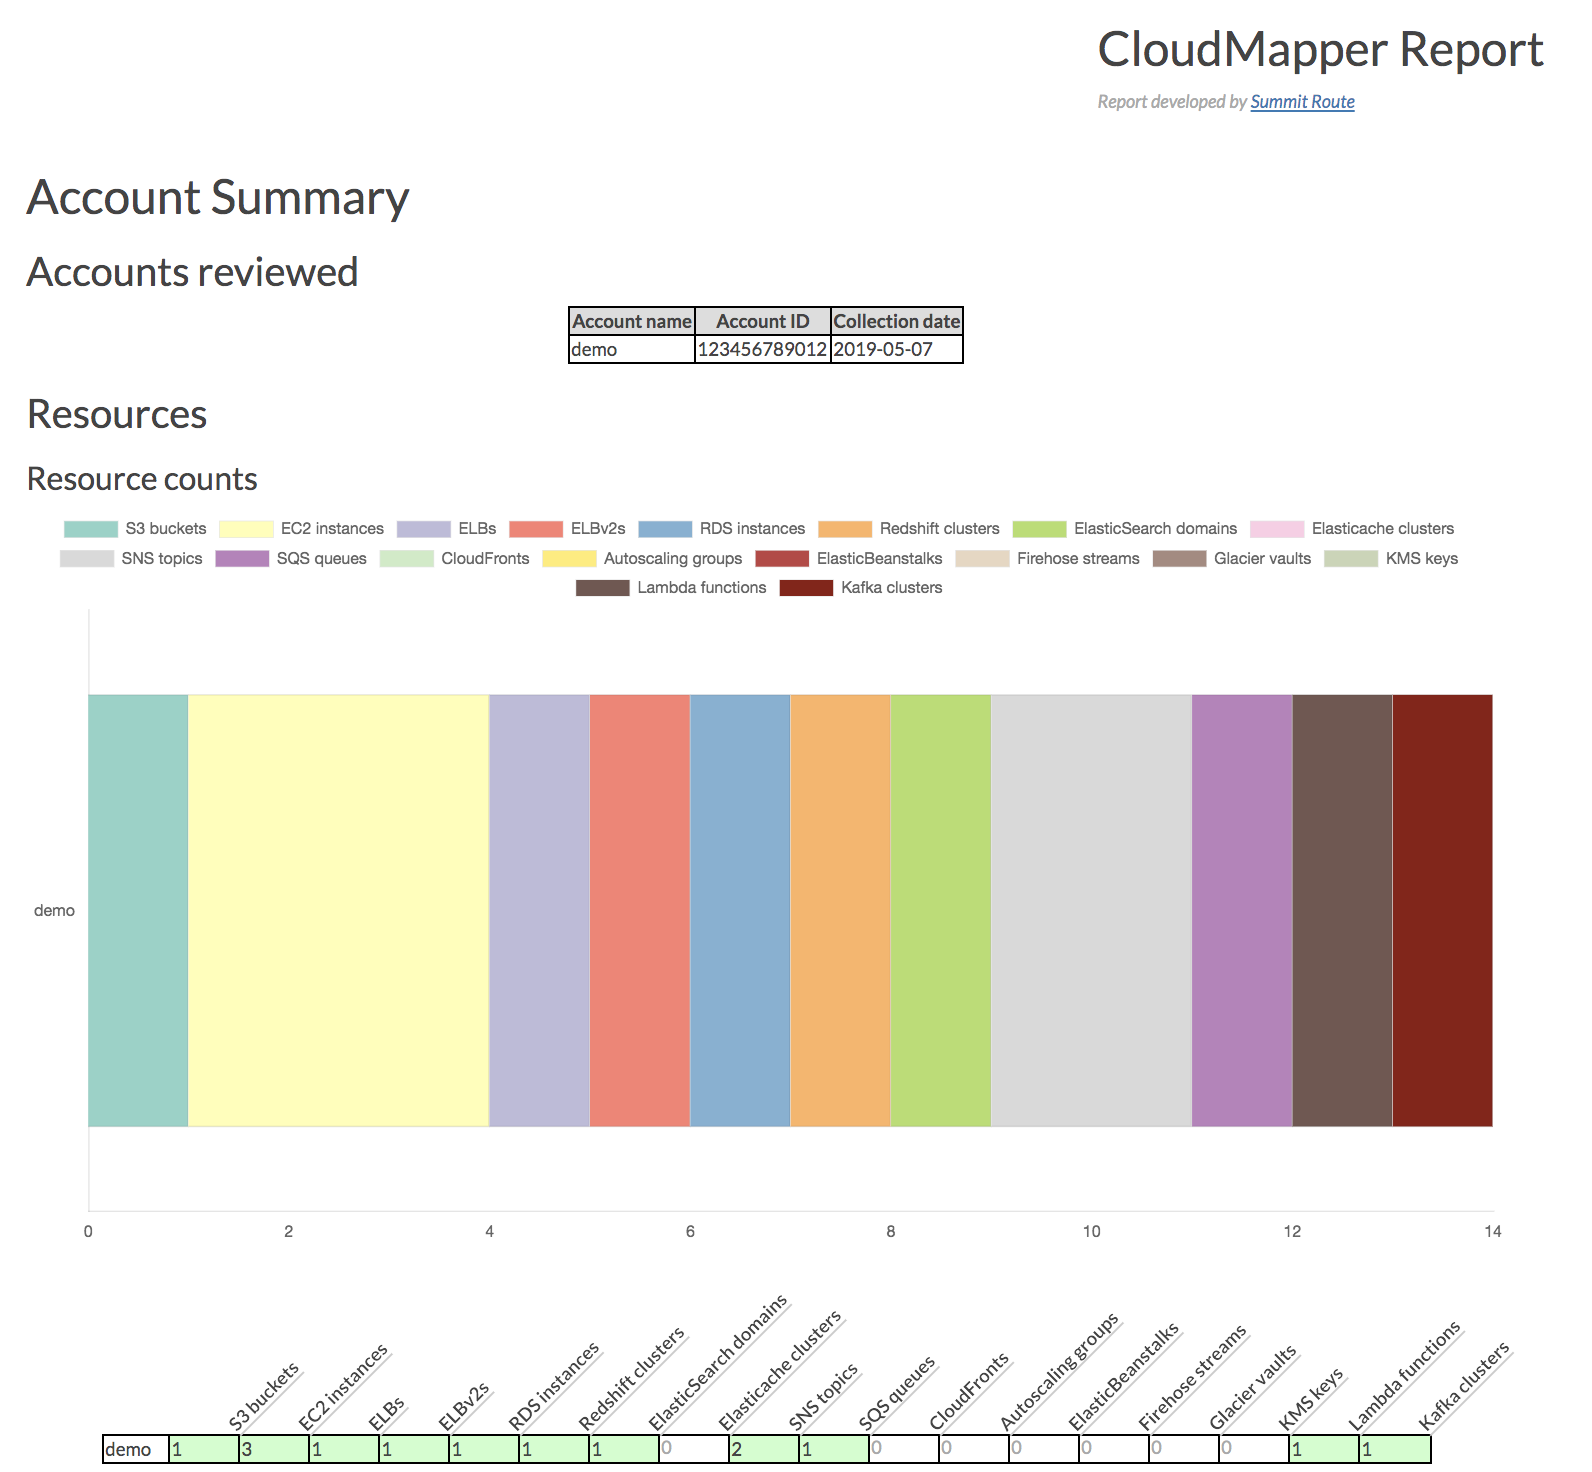 CloudMapper Report
Report developed by Summit Route
Account Summary
Accounts reviewed
Account name Account ID Collection date
demo 123456789012 2019-05-07
Resources
Resource counts
S3 buckets EC2 instances ELBs ELBv2s RDS instances Redshift clusters ElasticSearch domains Elasticache clusters
SNS topics SQS queues CloudFronts Autoscaling groups ElasticBeanstalks Firehose streams Glacier vaults KMS keys
Lambda functions Kafka clusters
demo
0 2 4 6 8 10 12 14
S3 buckets EC2 instances ELBs ELBv2s RDS instances Redshift clusters ElasticSearch domains Elasticache clusters SNS topics SQS queues CloudFronts Autoscaling groups ElasticBeanstalks Firehose streams Glacier vaults KMS keys Lambda functions Kafka clusters
demo 1 3 1 1 1 1 1 0 2 1 0 0 0 0 0 0 1 1